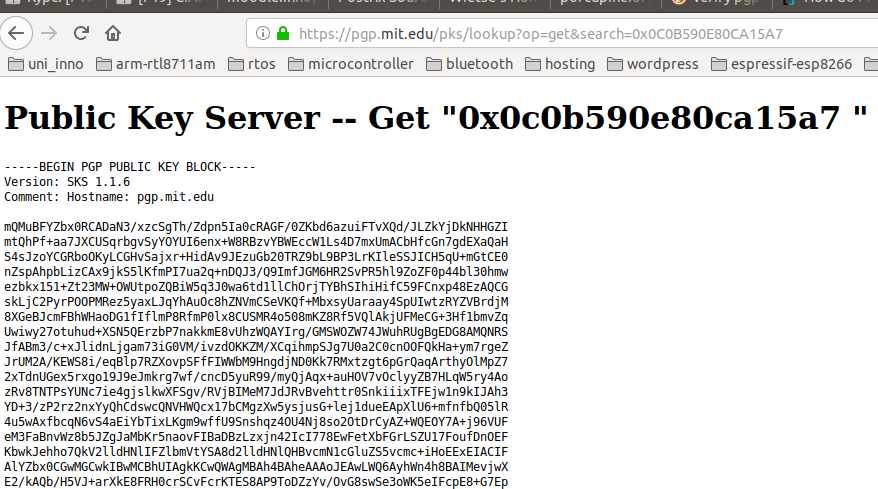 https://pgp.mit.edu/pks/lookup?op=get&search=0x0C0B590E80CA15A7
uni_inno arm-rtl8711am rtos microcontroller bluetooth hosting wordpress espressif-esp8266
Public Key Server -- Get "0x0c0b590e80ca15a7 "
-----BEGIN PGP PUBLIC KEY BLOCK-----
Version: SKS 1.1.6
Comment: Hostname: pgp.mit.edu
mQMuBFYZbx0RCADaN3/xzcSgTh/Zdpn5Ia0cRAGF/0ZKbd6azuiFTvXQd/JLZkYjDkNHHGZI
mtQhPf+aa7JXCUSqrbgvSyYOYUI6enx+W8RBzvYBWEccW1Ls4D7mxUmACbHfcGn7gdEXaQaH
S4sJzoYCGRboOKyLCGHvSajxr+HidAv9JEzuGb20TRZ9bL9BP3LrKIleSSJICH5qU+mGtCE0
nZspAhpbLizCAx9jkS5lKfmPI7ua2q+nDQJ3/Q9ImfJGM6HR2SvPR5hl9ZoZF0p44bl30hmw
ezbkx151+Zt23MW+OWUtpoZQBiW5q3J0wa6td1llChOrjTYBhSIhiHifC59FCnxp48EzAQCG
skLjC2PyrPOOPMRez5yaxLJqYhAuOc8hZNVmCSeVKQf+MbxsyUaraay4SpUIwtzRYZVBrdjM
8XGeBJcmFBhWHaoDG1fIflmP8RfmP0lx8CUSMR4o508mKZ8Rf5VQlAkjUFMeCG+3Hf1bmvZq
Uwiwy27otuhud+XSN5QErzbP7nakkmE8vUhzWQAYIrg/GMSWOZW74JWuhRUgBgEDG8AMQNRS
JfABm3/c+xJlidnLjgam73iG0VM/ivzdOKKZM/XCqihmpSJg7U0a2C0cnOOFQkHa+ym7rgeZ
JrUM2A/KEWS8i/eqBlp7RZXovpSFfFIWWbM9HngdjND0Kk7RMxtzgt6pGrQaqArthyOlMpZ7
2xTdnUGex5rxgo19J9eJmkrg7wf/cncD5yuR99/myQjAqx+auHOV7vOclyyZB7HLqW5ry4Ao
zRv8TNTPsYUNc7ie4gjslkwXFSgv/RVjBIMeM7JdJRvBvehttr0SnkiiixTFEjw1n9kIJAh3
YD+3/zP2rz2nxYyQhCdswcQNVHWQcx17bCMgzXw5ysjusG+lej1dueEApXlU6+mfnfbQ05lR
4u5wAxfbcqN6vS4aEiYbTixLKgm9wffU9Snshqz4OU4Nj8so2OtDrCyAZ+WQEOY7A+j96VUF
eM3FaBnvWz8b5JZgJaMbKr5naovFIBaDBzLzxjn42IcI778EwFetXbFGrLSZU17FoufDnOEF
KbwkJehho7QkV2lldHNlIFZlbmVtYSA8d2lldHNlQHBvcmN1cGluZS5vcmc+iHoEExEIACIF
AlYZbx0CGwMGCwkIBwMCBhUIAgkKCwQWAgMBAh4BAheAAAoJEAwLWQ6AyhWn4h8BAIMevjwX
E2/kAQb/H5VJ+arXkE8FRH0crSCvFcrKTES8AP9ToDZzYv/OvG8swSe3oWK5eIFcpE8+G7Ep